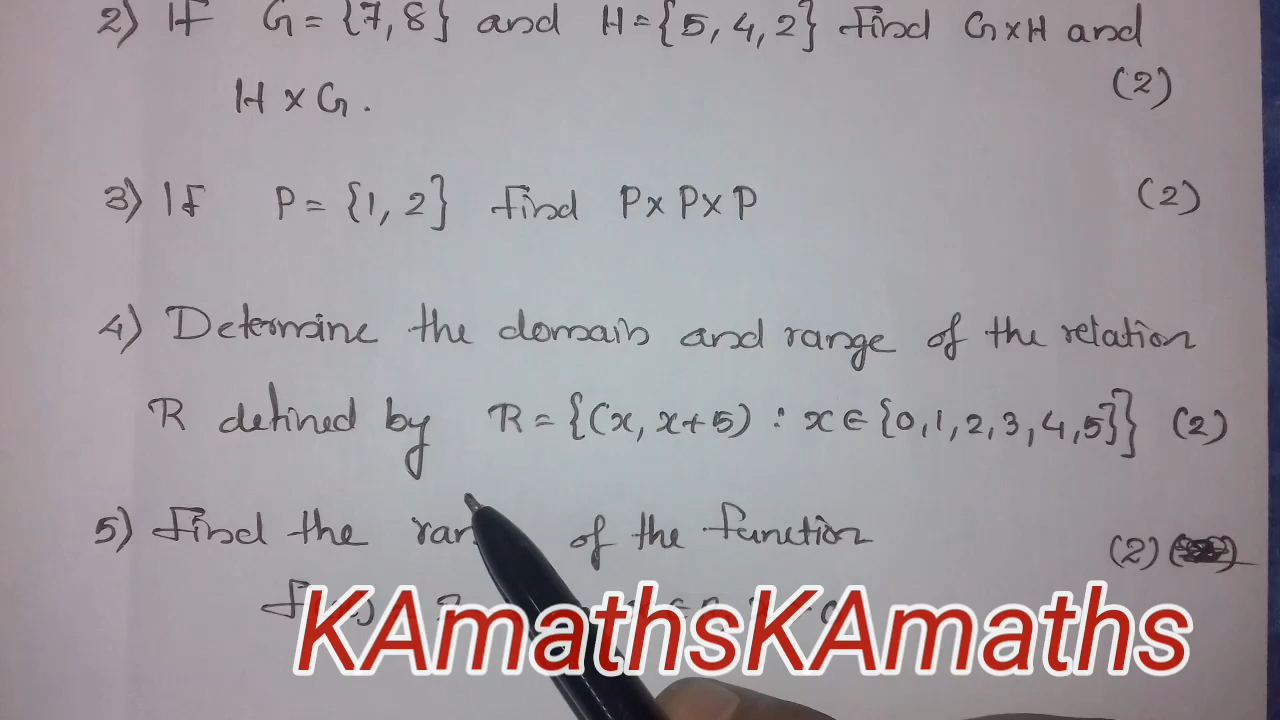 2) If G = {7, 8} and H = {5, 4, 2} find G x H and
H x G. (2)
3) If P = {1, 2} find P x P x P (2)
4) Determine the domain and range of the relation
R defined by R = {(x, x+5) : x ∈ {0, 1, 2, 3, 4, 5}} (2)
5) Find the of the function (2)
KAmathsKAmaths